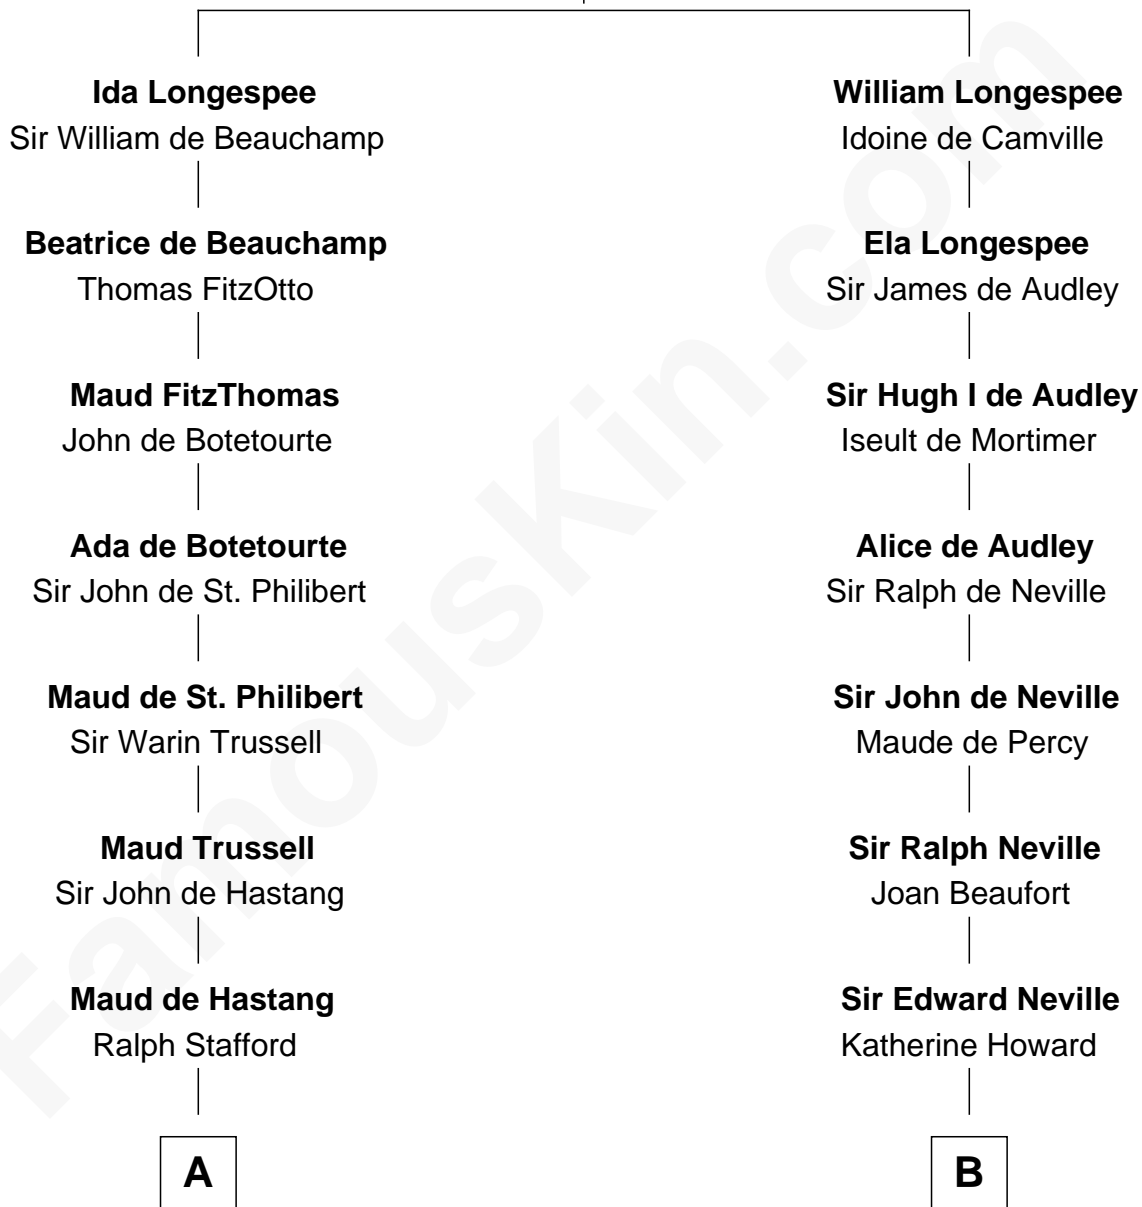 Ida Longespee
Sir William de Beauchamp
Beatrice de Beauchamp
Thomas FitzOtto
Maud FitzThomas
John de Botetourte
Ada de Botetourte
Sir John de St. Philibert
Maud de St. Philibert
Sir Warin Trussell
Maud Trussell
Sir John de Hastang
Maud de Hastang
Ralph Stafford
A
William Longespee
Idoine de Camville
Ela Longespee
Sir James de Audley
Sir Hugh I de Audley
Iseult de Mortimer
Alice de Audley
Sir Ralph de Neville
Sir John de Neville
Maude de Percy
Sir Ralph Neville
Joan Beaufort
Sir Edward Neville
Katherine Howard
B
FamousKin.com